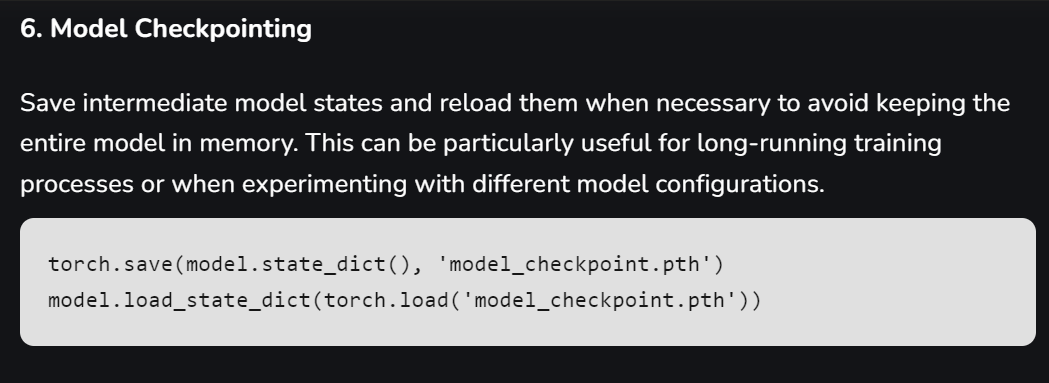 6. Model Checkpointing
Save intermediate model states and reload them when necessary to avoid keeping the
entire model in memory. This can be particularly useful for long-running training
processes or when experimenting with different model configurations.
torch.save(model.state_dict(), 'model_checkpoint.pth')
model.load_state_dict(torch.load('model_checkpoint.pth'))